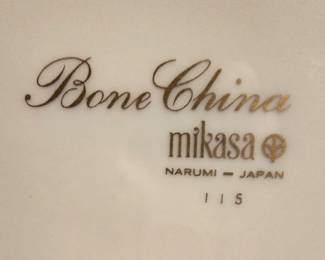 Bone China
mikasa
NARUMI – JAPAN
115